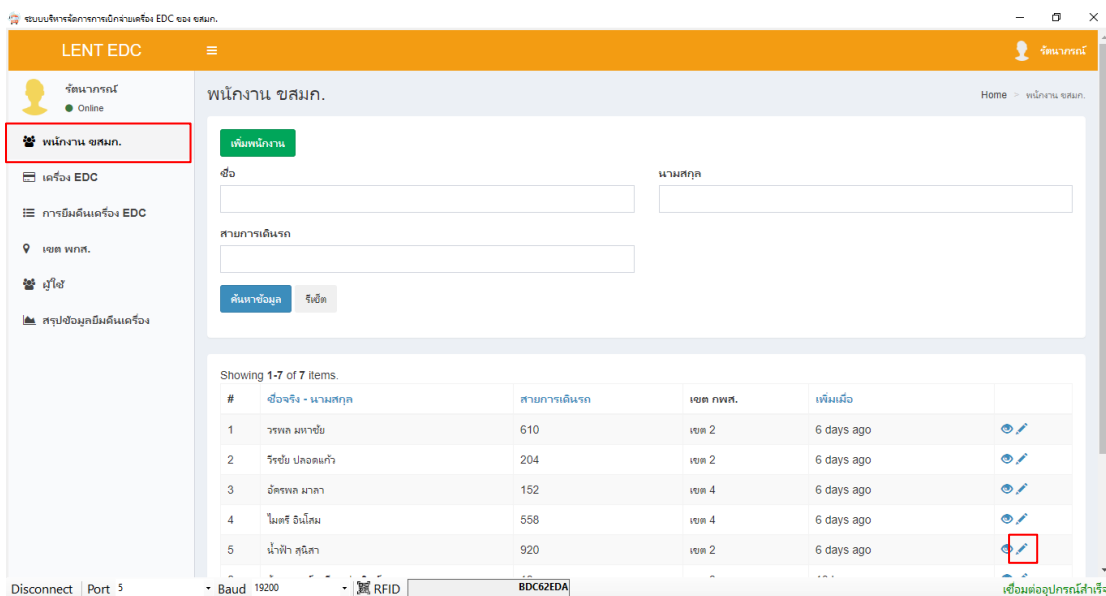 ระบบบริหารจัดการการเบิกจ่ายเครื่อง EDC ของ ขสมก.
LENT EDC
รัตนาภรณ์
รัตนาภรณ์
Online
พนักงาน ขสมก.
Home > พนักงาน ขสมก.
พนักงาน ขสมก.
เครื่อง EDC
การยืมคืนเครื่อง EDC
เขต พกส.
ผู้ใช้
สรุปข้อมูลยืมคืนเครื่อง
เพิ่มพนักงาน
ชื่อ
นามสกุล
สายการเดินรถ
ค้นหาข้อมูล รีเซ็ต
Showing 1-7 of 7 items.
# ชื่อจริง - นามสกุล สายการเดินรถ เขต กพส. เพิ่มเมื่อ
1 วรพล มหาชัย 610 เขต 2 6 days ago
2 วีรชัย ปลอดแก้ว 204 เขต 2 6 days ago
3 อัครพล มาลา 152 เขต 4 6 days ago
4 ไมตรี อินโสม 558 เขต 4 6 days ago
5 น้ำฟ้า สุนิสา 920 เขต 2 6 days ago
Disconnect Port 5 Baud 19200 RFID BDC62EDA เชื่อมต่ออุปกรณ์สำเร็จ